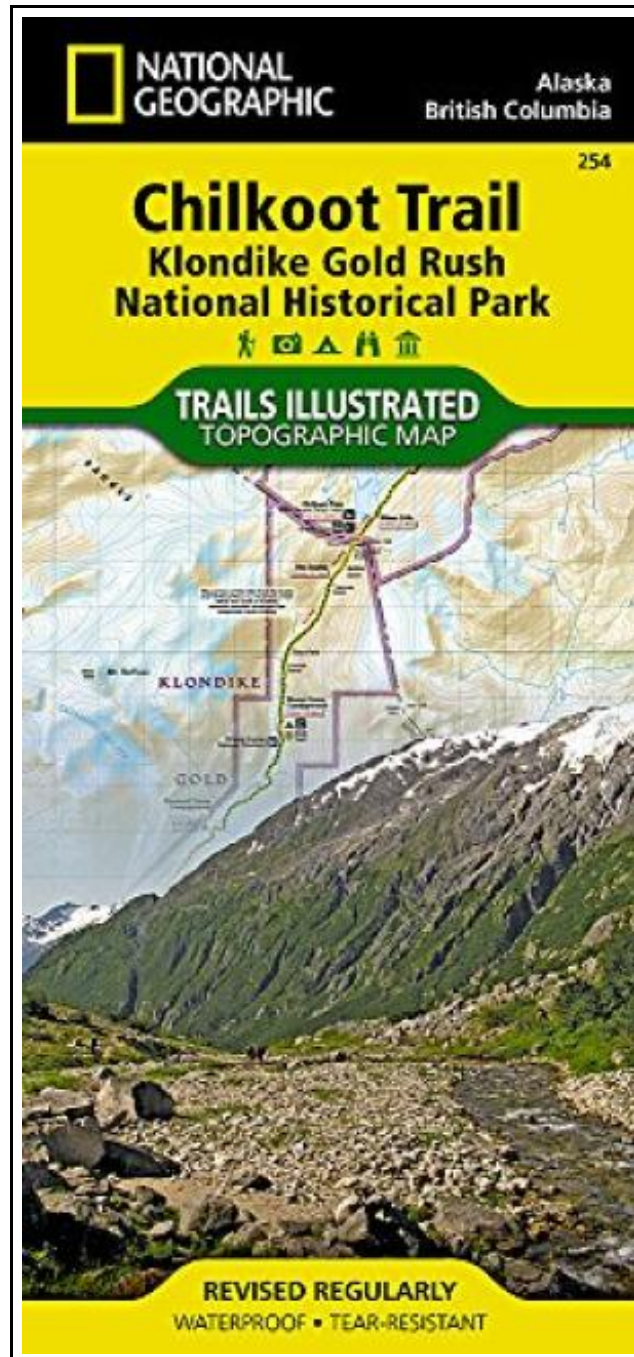 NATIONAL
GEOGRAPHIC
Alaska
British Columbia
254
Chilkoot Trail
Klondike Gold Rush
National Historical Park
TRAILS ILLUSTRATED
TOPOGRAPHIC MAP
KLONDIKE
GOLD
REVISED REGULARLY
WATERPROOF • TEAR-RESISTANT